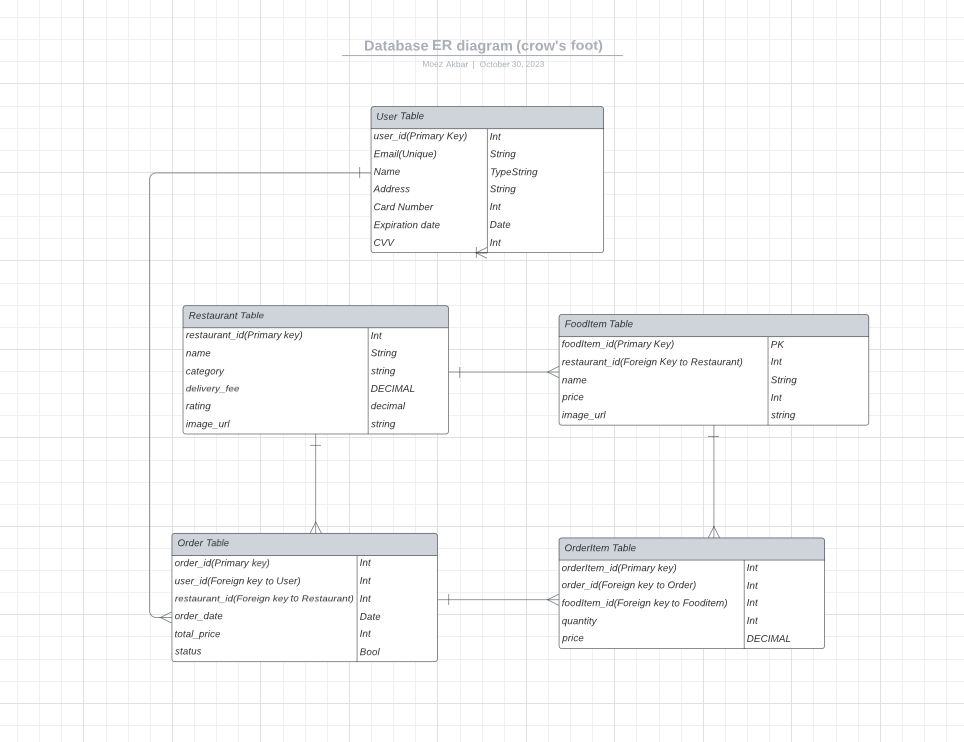 Database ER diagram (crow's foot)
Moez Akbar | October 30, 2023
User Table
user_id(Primary Key) Int
Email(Unique) String
Name TypeString
Address String
Card Number Int
Expiration date Date
CVV Int
Restaurant Table
restaurant_id(Primary key) Int
name String
category string
delivery_fee DECIMAL
rating decimal
image_url string
FoodItem Table
foodItem_id(Primary Key) PK
restaurant_id(Foreign Key to Restaurant) Int
name String
price Int
image_url string
Order Table
order_id(Primary key) Int
user_id(Foreign key to User) Int
restaurant_id(Foreign key to Restaurant) Int
order_date Date
total_price Int
status Bool
OrderItem Table
orderItem_id(Primary key) Int
order_id(Foreign key to Order) Int
foodItem_id(Foreign key to Fooditem) Int
quantity Int
price DECIMAL